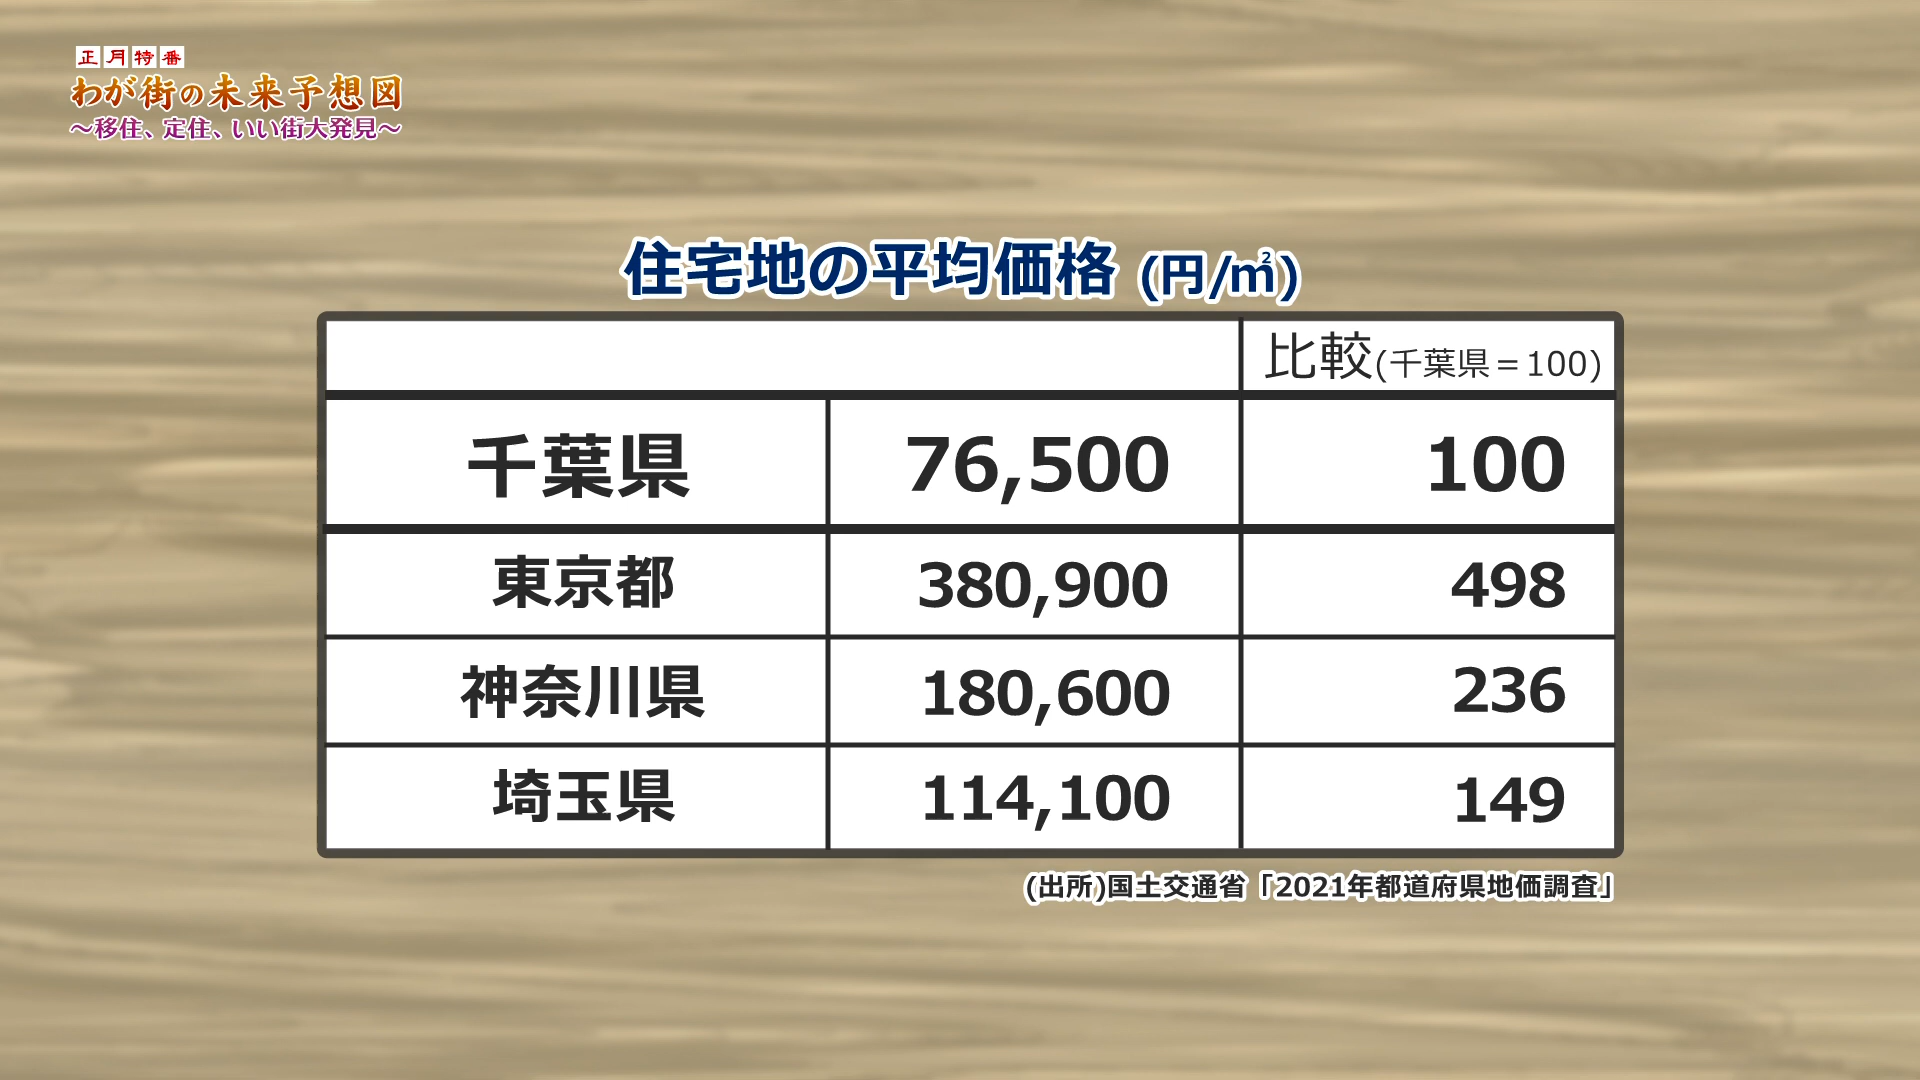 正月特番
わが街の未来予想図
～移住、定住、いい街大発見～
住宅地の平均価格 (円/㎡)
比較(千葉県＝100)
千葉県 76,500 100
東京都 380,900 498
神奈川県 180,600 236
埼玉県 114,100 149
(出所)国土交通省「2021年都道府県地価調査」